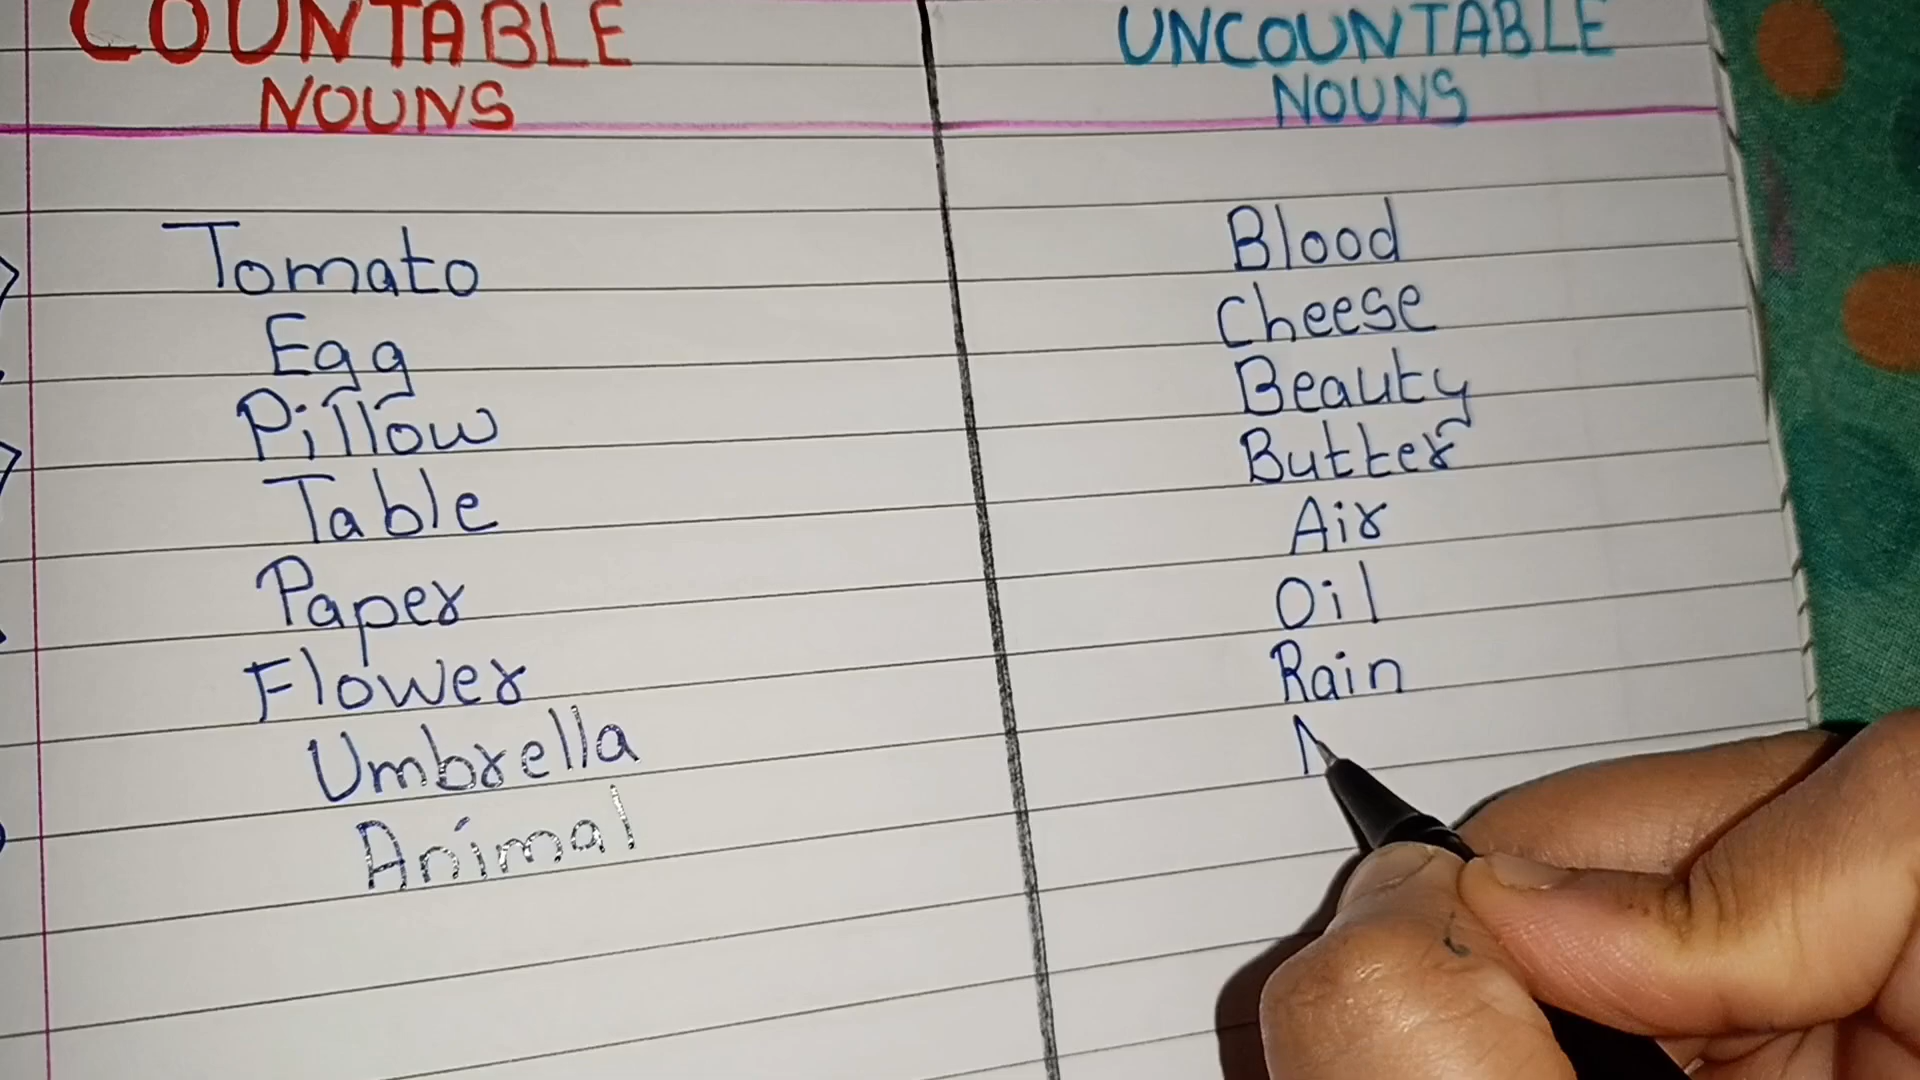 COUNTABLE
NOUNS
Tomato
Egg
Pillow
Table
Paper
Flower
Umbrella
Animal
UNCOUNTABLE
NOUNS
Blood
Cheese
Beauty
Butter
Air
Oil
Rain